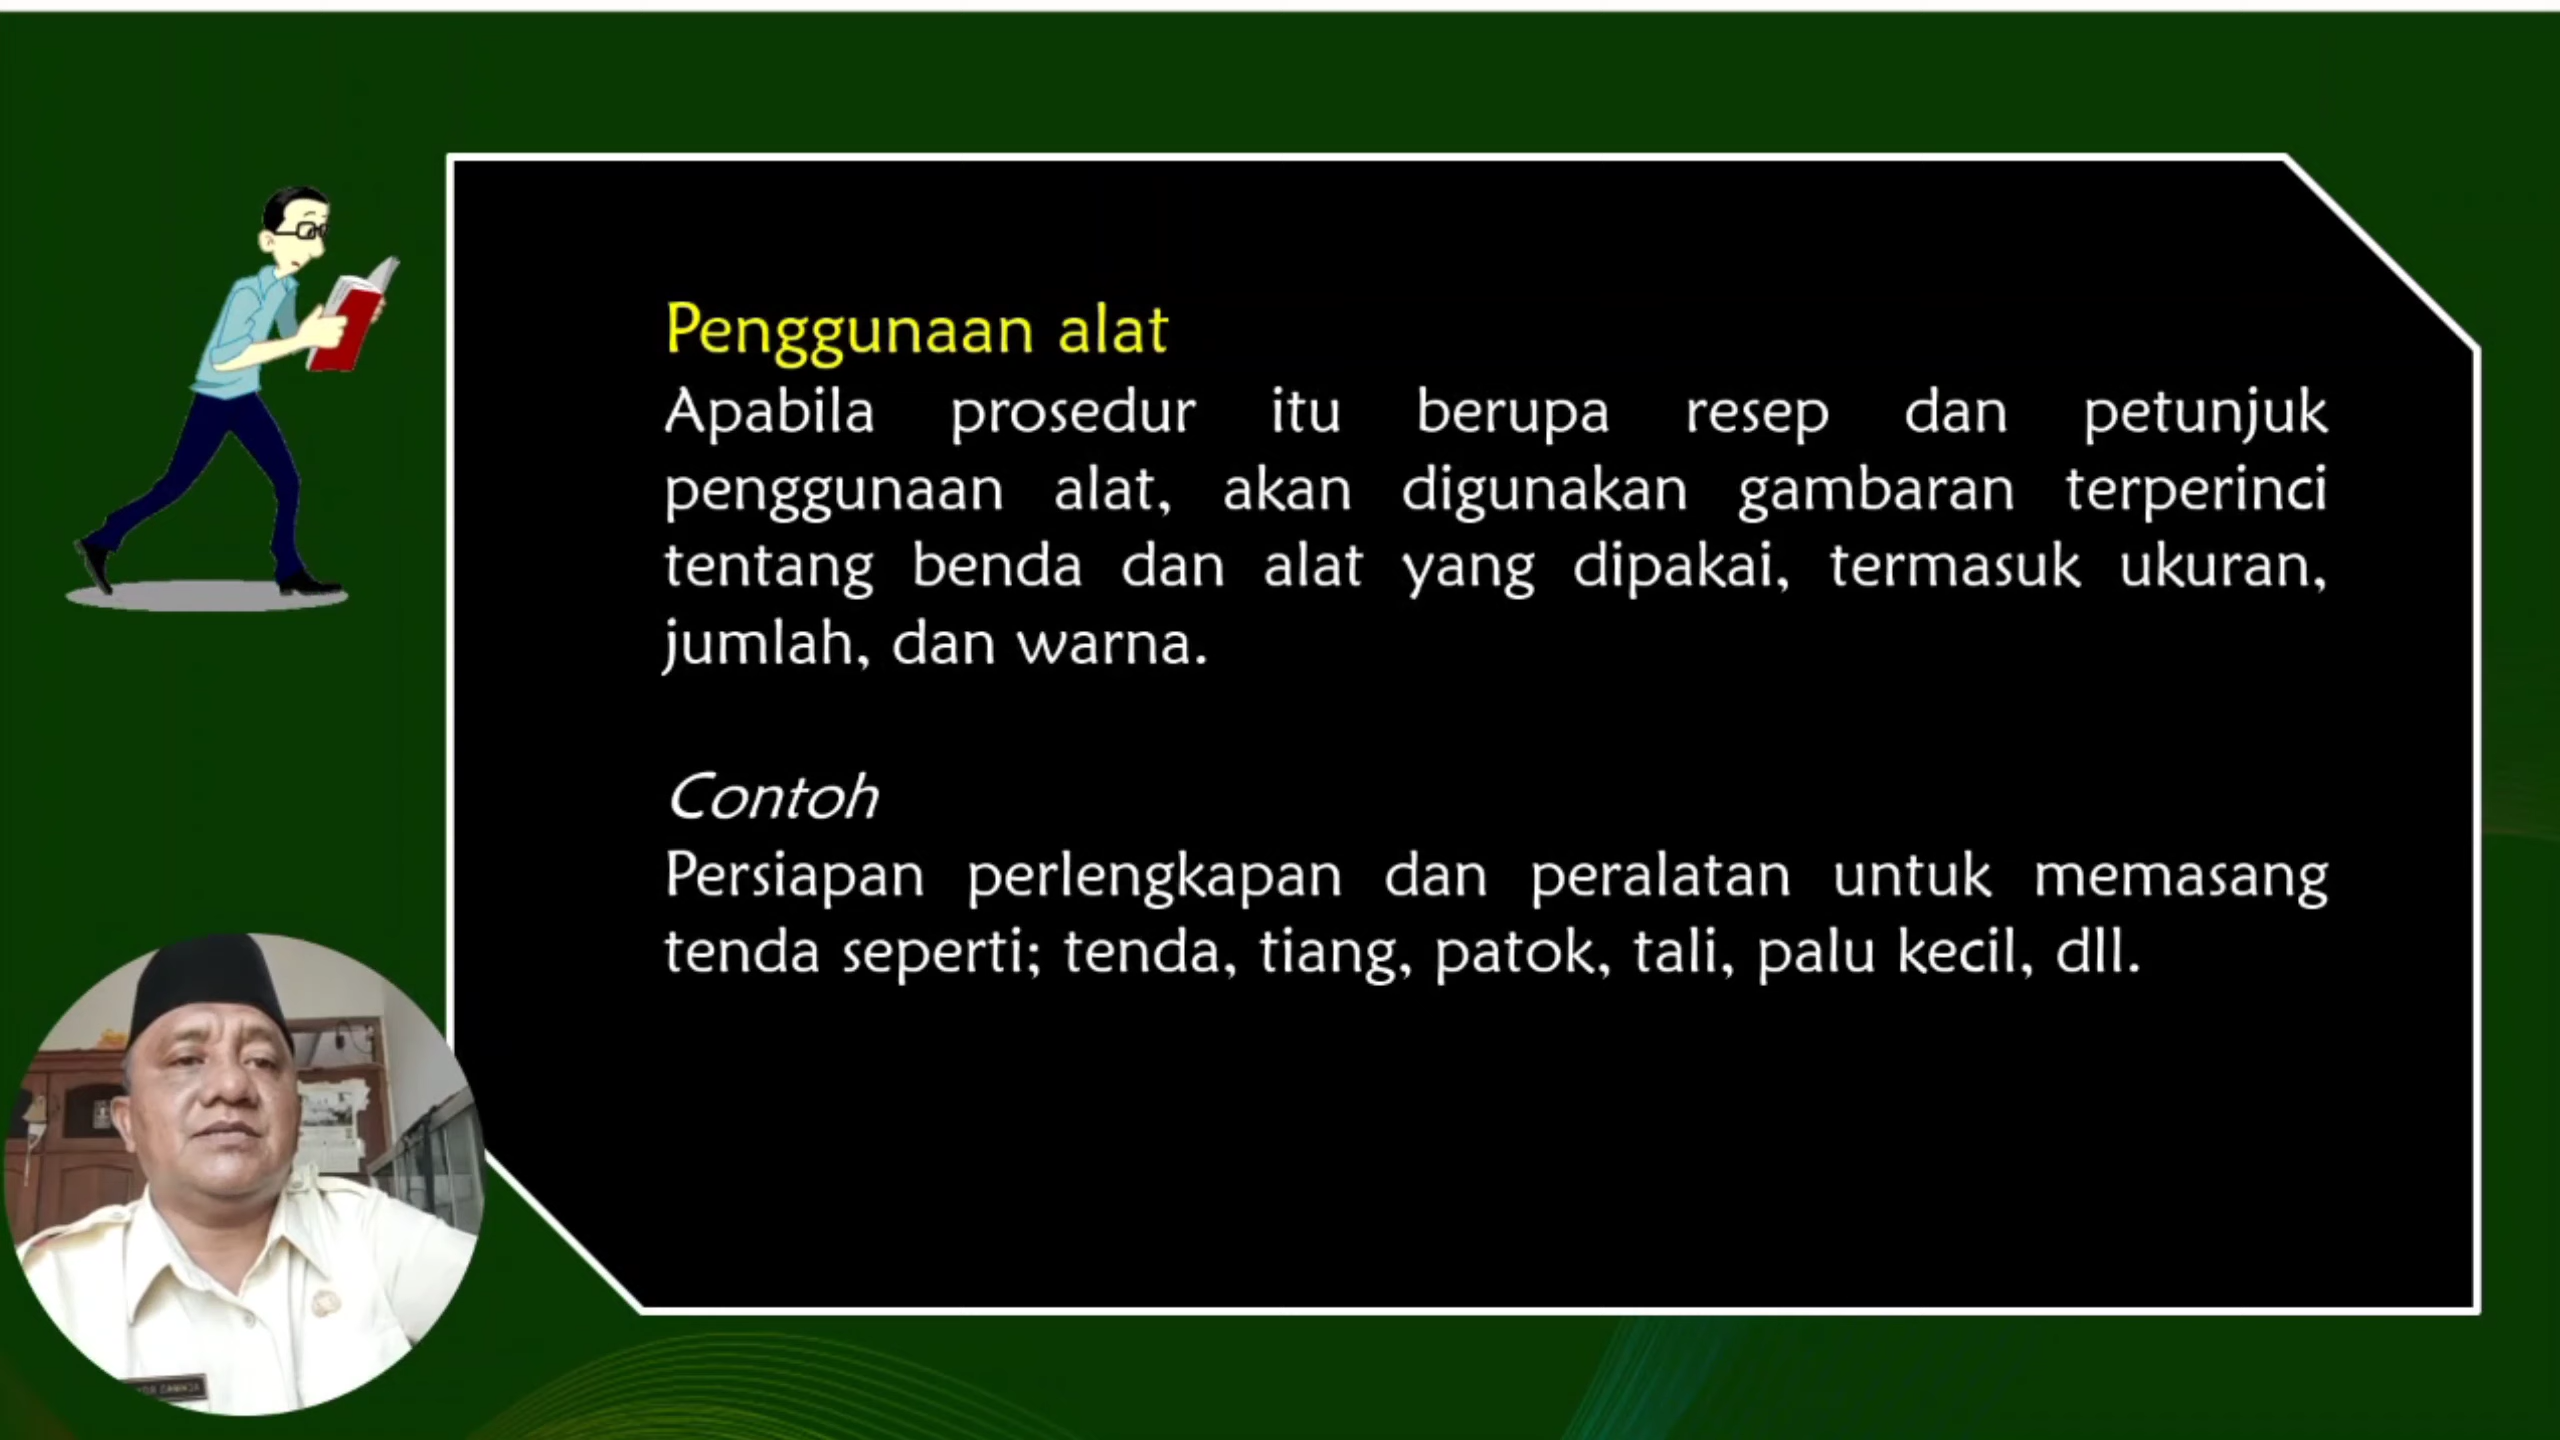 Penggunaan alat
Apabila prosedur itu berupa resep dan petunjuk
penggunaan alat, akan digunakan gambaran terperinci
tentang benda dan alat yang dipakai, termasuk ukuran,
jumlah, dan warna.
Contoh
Persiapan perlengkapan dan peralatan untuk memasang
tenda seperti; tenda, tiang, patok, tali, palu kecil, dll.